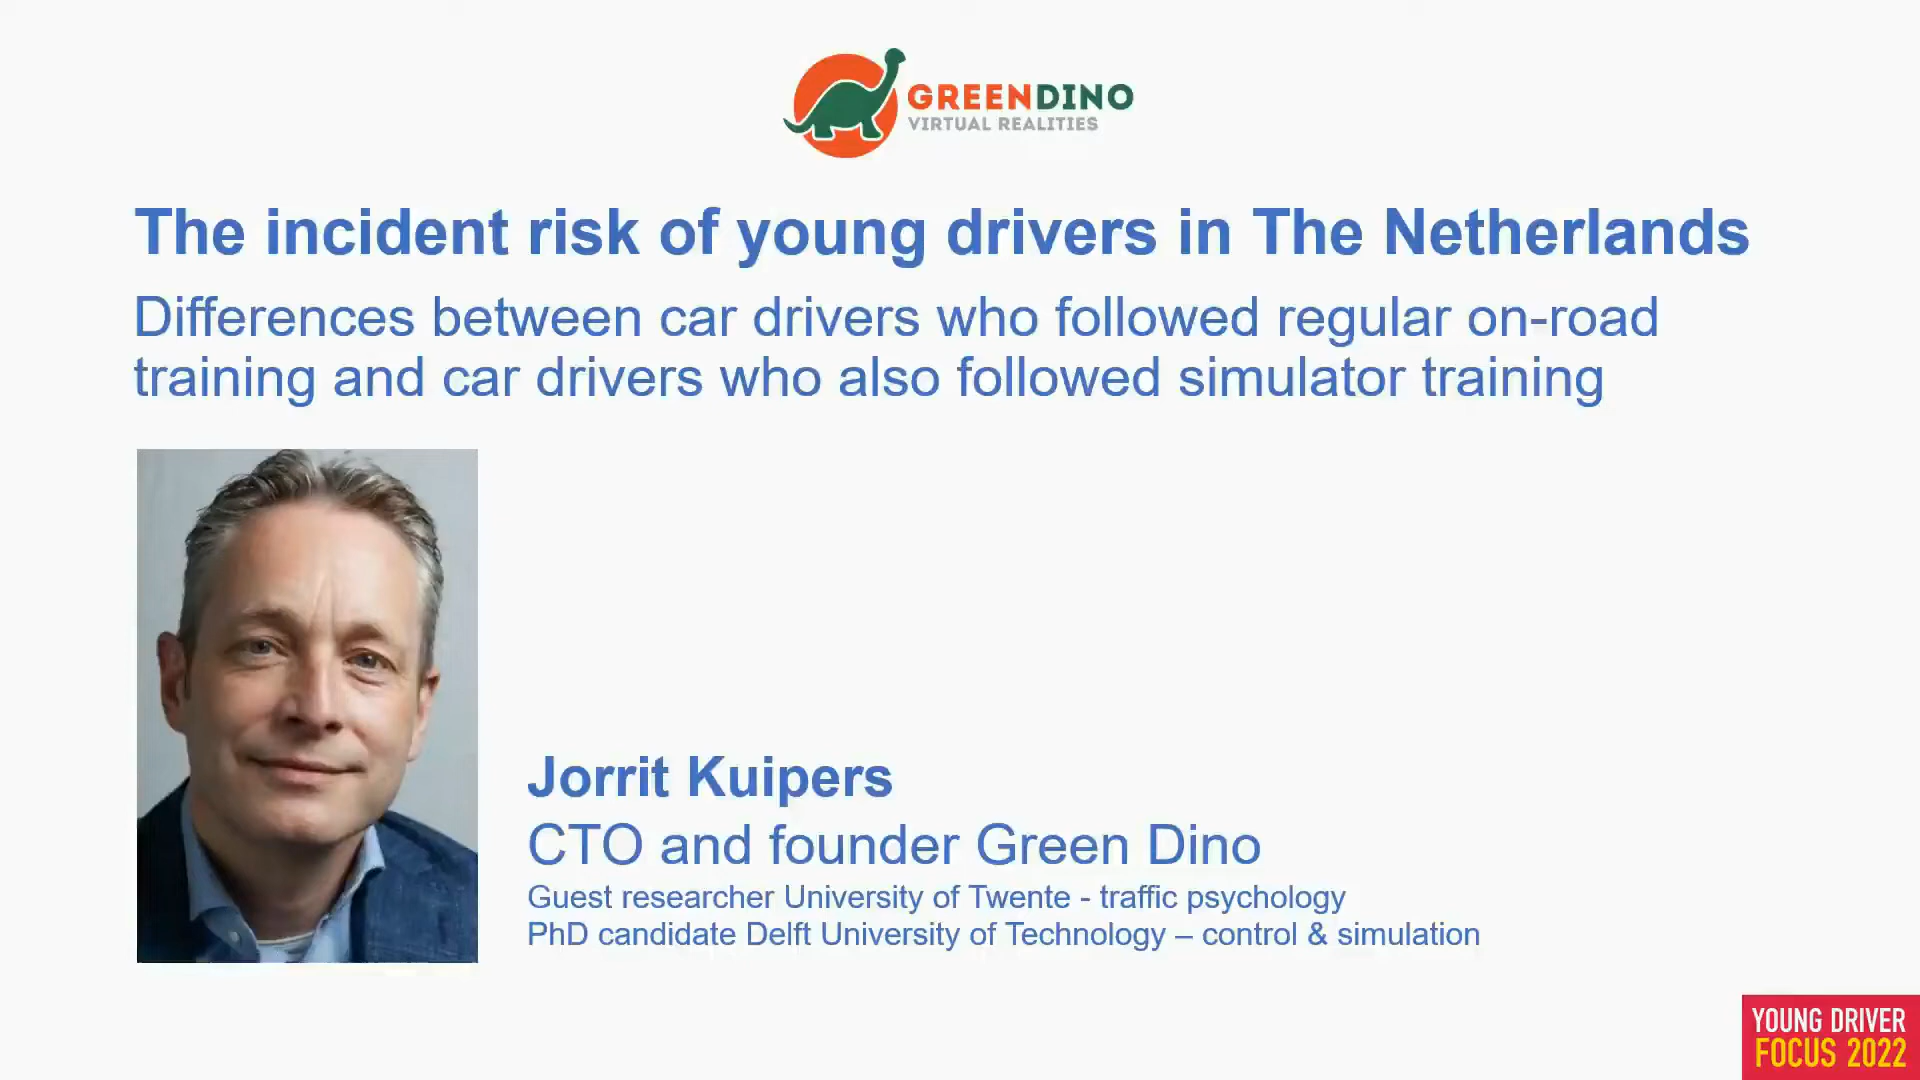 GREENDINO
VIRTUAL REALITIES
The incident risk of young drivers in The Netherlands
Differences between car drivers who followed regular on-road
training and car drivers who also followed simulator training
Jorrit Kuipers
CTO and founder Green Dino
Guest researcher University of Twente - traffic psychology
PhD candidate Delft University of Technology – control & simulation
YOUNG DRIVER
FOCUS 2022